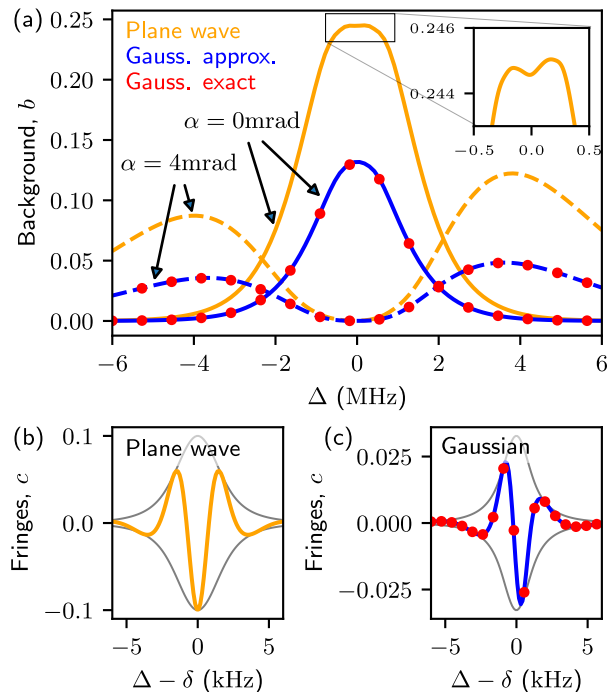 (a)
Plane wave
Gauss. approx.
Gauss. exact
α = 0mrad
α = 4mrad
Background, b
0.25
0.20
0.15
0.10
0.05
0.00
−6 −4 −2 0 2 4 6
Δ (MHz)
0.246
0.244
−0.5 0.0 0.5
(b)
Plane wave
Fringes, c
0.1
0.0
−0.1
−5 0 5
Δ − δ (kHz)
(c)
Gaussian
Fringes, c
0.025
0.000
−0.025
−5 0 5
Δ − δ (kHz)